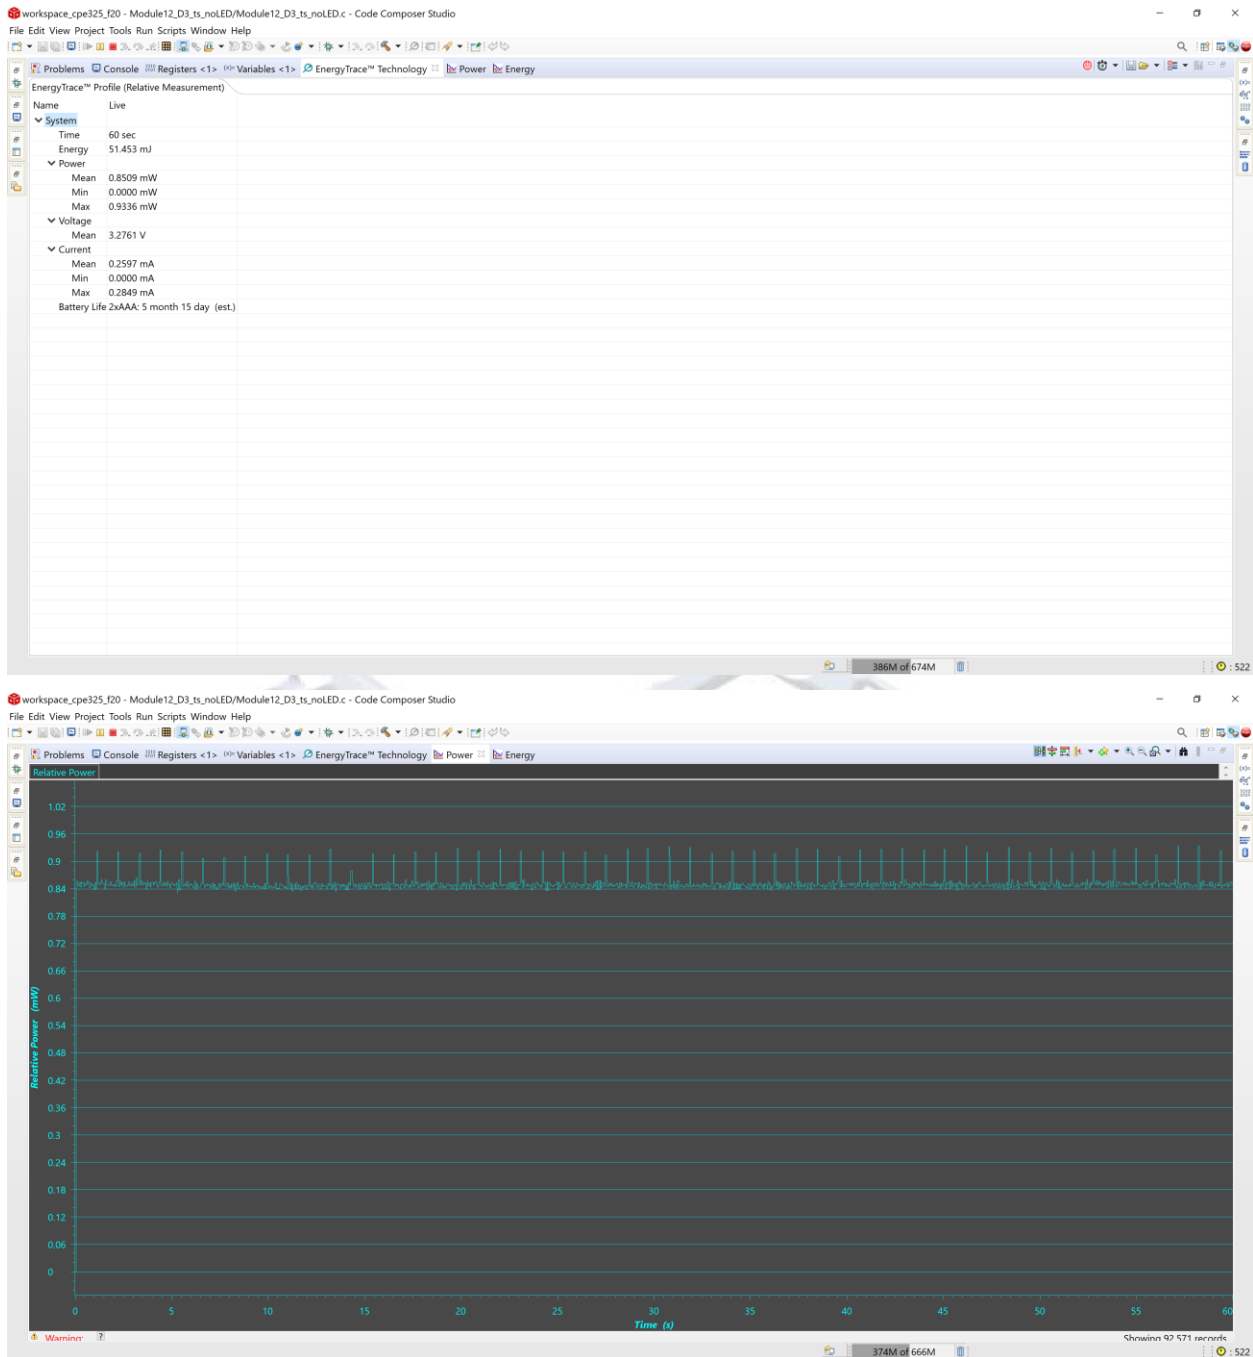 workspace_cpe325_f20 - Module12_D3_ts_noLED/Module12_D3_ts_noLED.c - Code Composer Studio
File Edit View Project Tools Run Scripts Window Help
Problems Console Registers <1> Variables <1> EnergyTrace™ Technology Power Energy
EnergyTrace™ Profile (Relative Measurement)
Name Live
System
Time 60 sec
Energy 51.453 mJ
Power
Mean 0.8509 mW
Min 0.0000 mW
Max 0.9336 mW
Voltage
Mean 3.2761 V
Current
Mean 0.2597 mA
Min 0.0000 mA
Max 0.2849 mA
Battery Life 2xAAA: 5 month 15 day (est.)
386M of 674M : 522
workspace_cpe325_f20 - Module12_D3_ts_noLED/Module12_D3_ts_noLED.c - Code Composer Studio
File Edit View Project Tools Run Scripts Window Help
Problems Console Registers <1> Variables <1> EnergyTrace™ Technology Power Energy
Relative Power
1.02
0.96
0.9
0.84
0.78
0.72
0.66
0.6
0.54
0.48
0.42
0.36
0.3
0.24
0.18
0.12
0.06
0
Relative Power (mW)
0 5 10 15 20 25 30 35 40 45 50 55 60
Time (s)
Warning: ? Showing 92 571 records
374M of 666M : 522